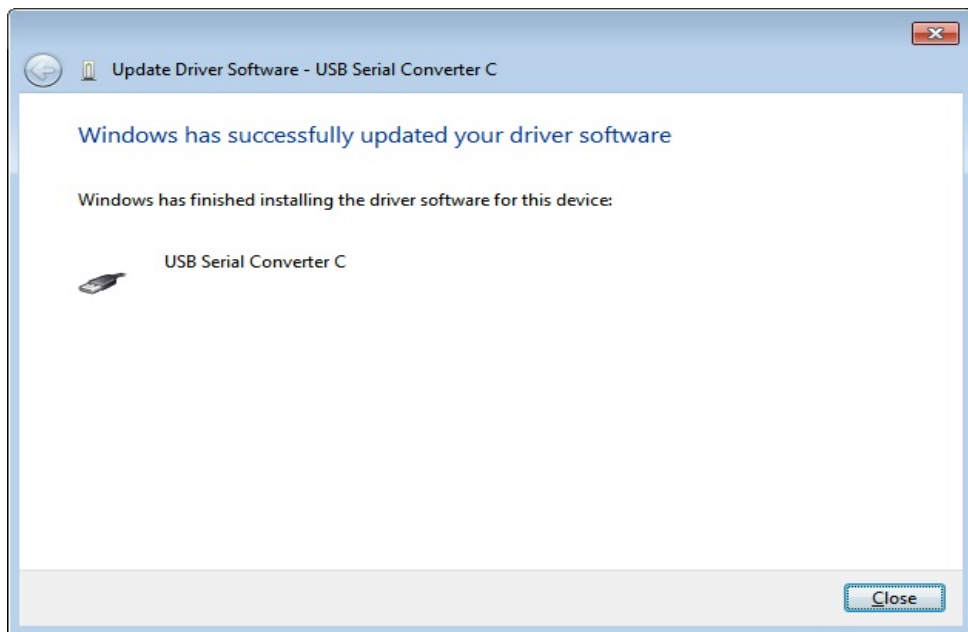 Update Driver Software - USB Serial Converter C
Windows has successfully updated your driver software
Windows has finished installing the driver software for this device:
USB Serial Converter C
Close